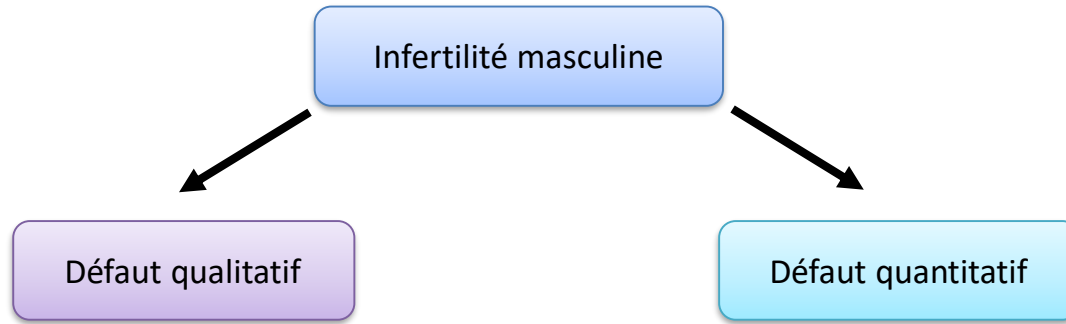 Infertilité masculine
Défaut qualitatif
Défaut quantitatif